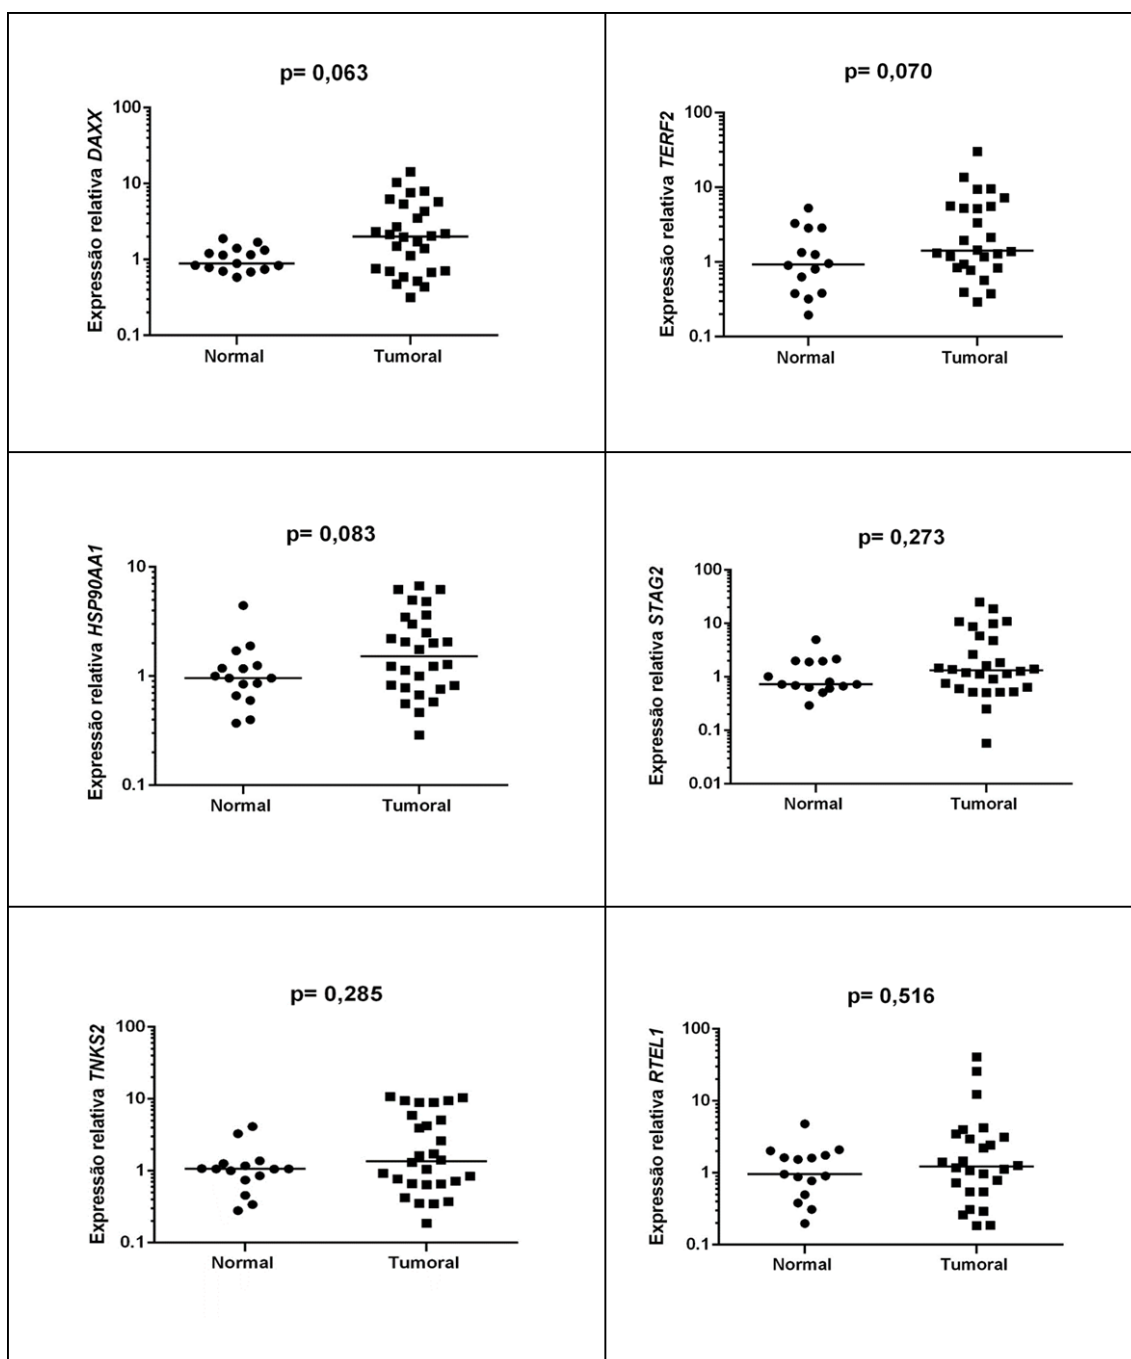 p= 0,063
Expressão relativa DAXX
100
10
1
0.1
Normal Tumoral
p= 0,070
Expressão relativa TERF2
100
10
1
0.1
Normal Tumoral
p= 0,083
Expressão relativa HSP90AA1
10
1
0.1
Normal Tumoral
p= 0,273
Expressão relativa STAG2
100
10
1
0.1
0.01
Normal Tumoral
p= 0,285
Expressão relativa TNKS2
100
10
1
0.1
Normal Tumoral
p= 0,516
Expressão relativa RTEL1
100
10
1
0.1
Normal Tumoral